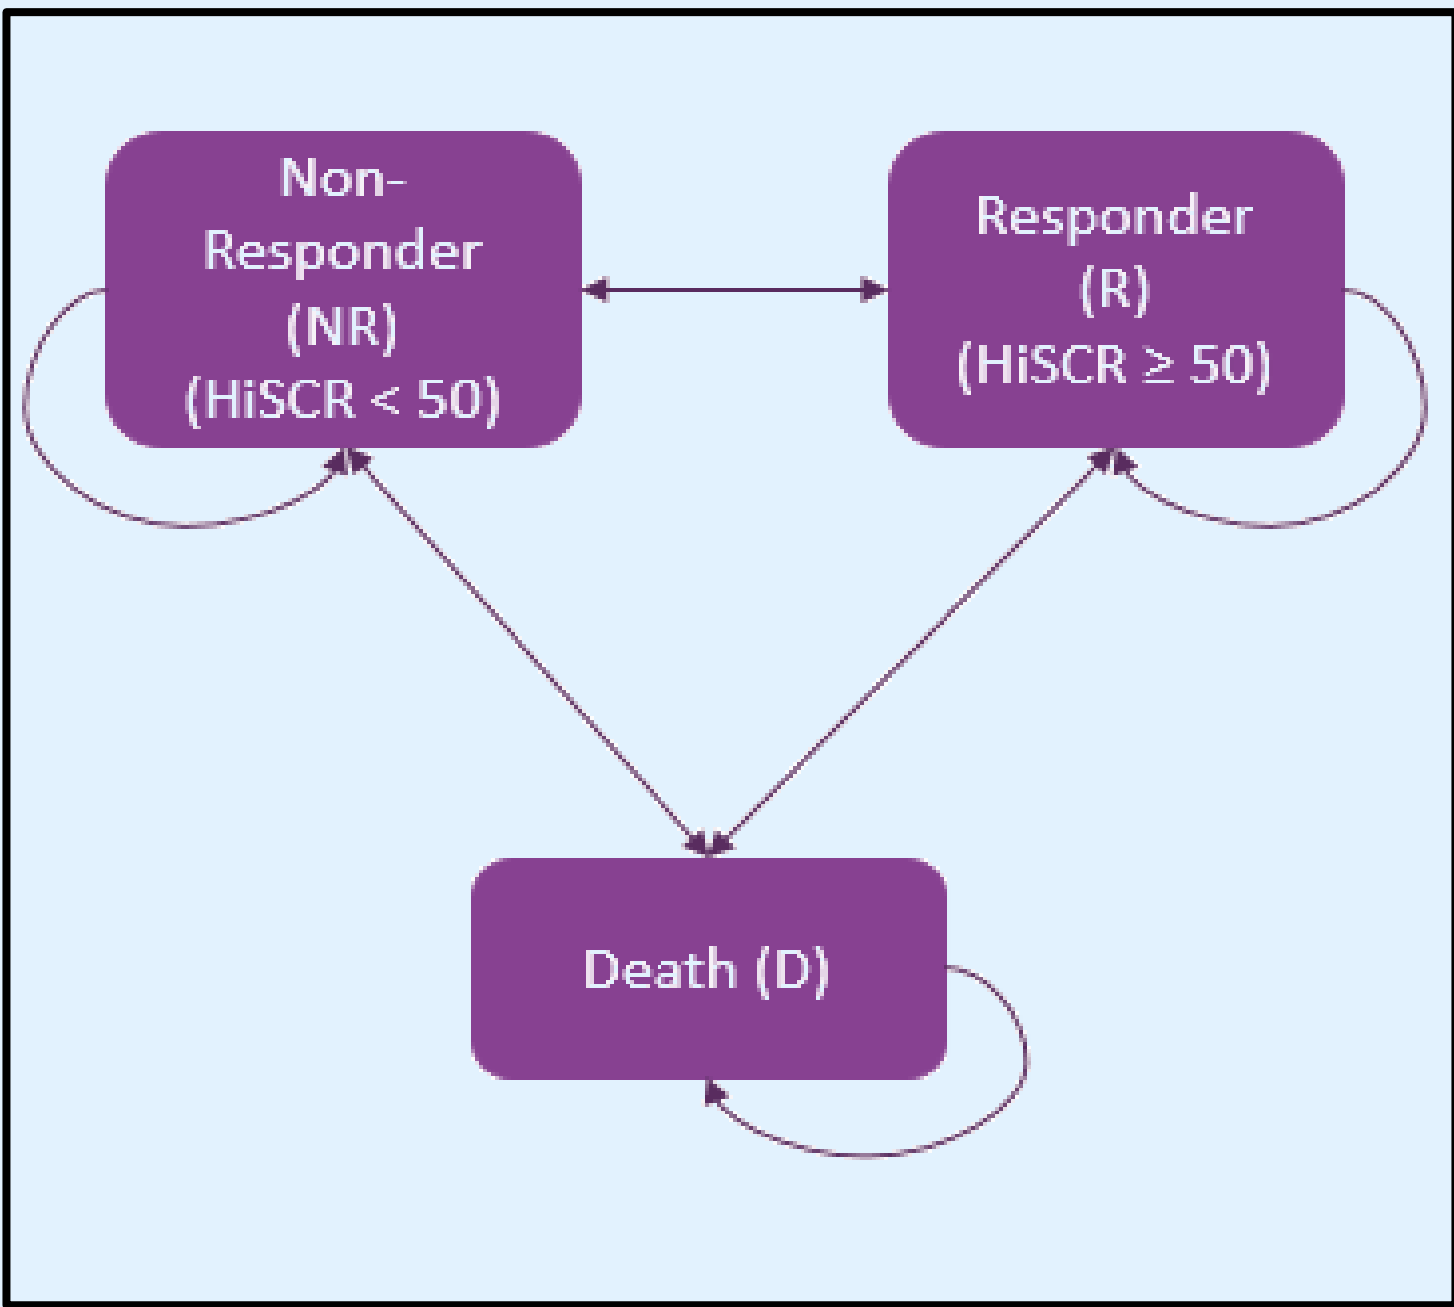 Non-
Responder
(NR)
(HiSCR < 50)
Responder
(R)
(HiSCR ≥ 50)
Death (D)